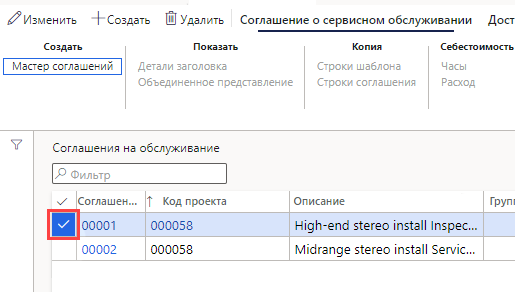 Изменить Создать Удалить Соглашение о сервисном обслуживании Дост
Создать Показать Копия Себестоимость
Мастер соглашений Детали заголовка Строки шаблона Часы
Объединенное представление Строки соглашения Расход
Соглашения на обслуживание
Фильтр
Соглашен... Код проекта Описание Групп
00001 000058 High-end stereo install Inspec...
00002 000058 Midrange stereo install Servic...